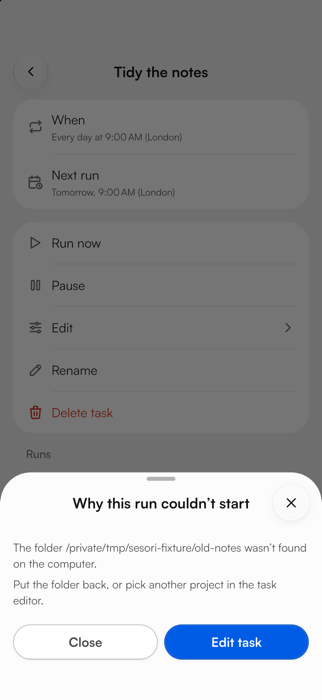 Tidy the notes
When
Every day at 9:00 AM (London)
Next run
Tomorrow, 9:00 AM (London)
Run now
Pause
Edit
Rename
Delete task
Runs
Why this run couldn’t start
The folder /private/tmp/sesori-fixture/old-notes wasn’t found
on the computer.
Put the folder back, or pick another project in the task
editor.
Close
Edit task